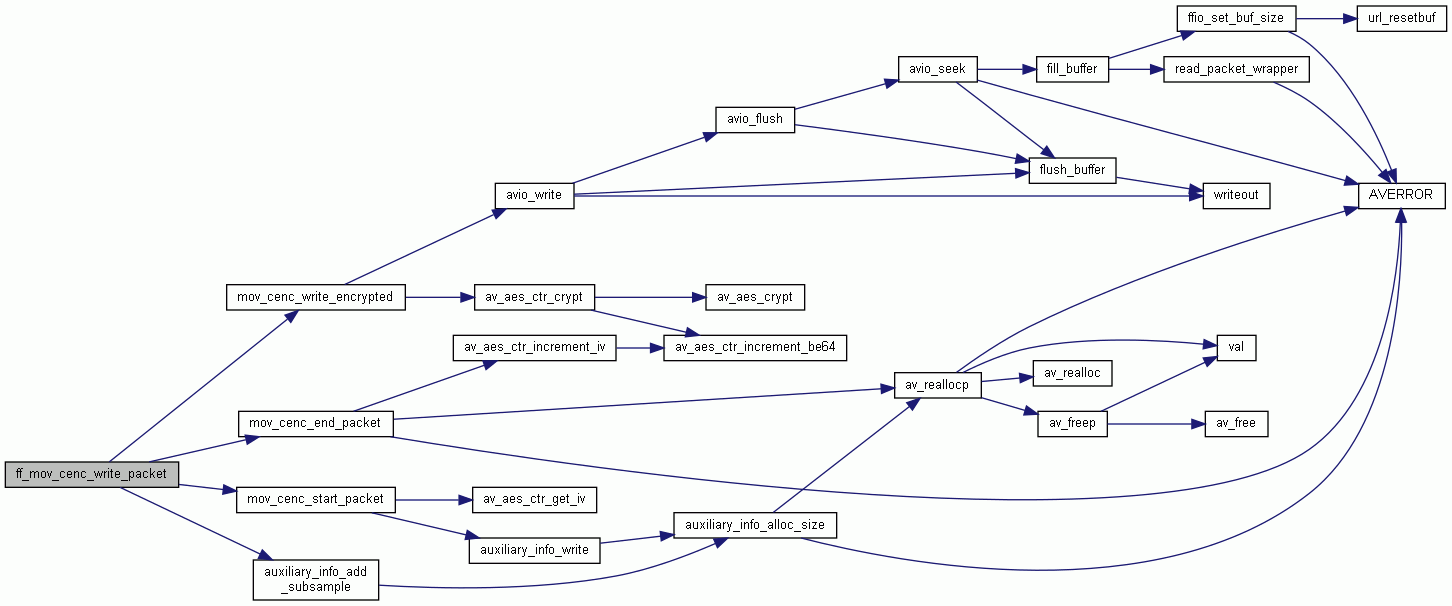 ffio_set_buf_size
url_resetbuf
avio_seek
fill_buffer
read_packet_wrapper
avio_flush
flush_buffer
avio_write
writeout
AVERROR
mov_cenc_write_encrypted
av_aes_ctr_crypt
av_aes_crypt
av_aes_ctr_increment_iv
av_aes_ctr_increment_be64
val
av_reallocp
av_realloc
mov_cenc_end_packet
av_freep
av_free
ff_mov_cenc_write_packet
mov_cenc_start_packet
av_aes_ctr_get_iv
auxiliary_info_alloc_size
auxiliary_info_write
auxiliary_info_add
_subsample